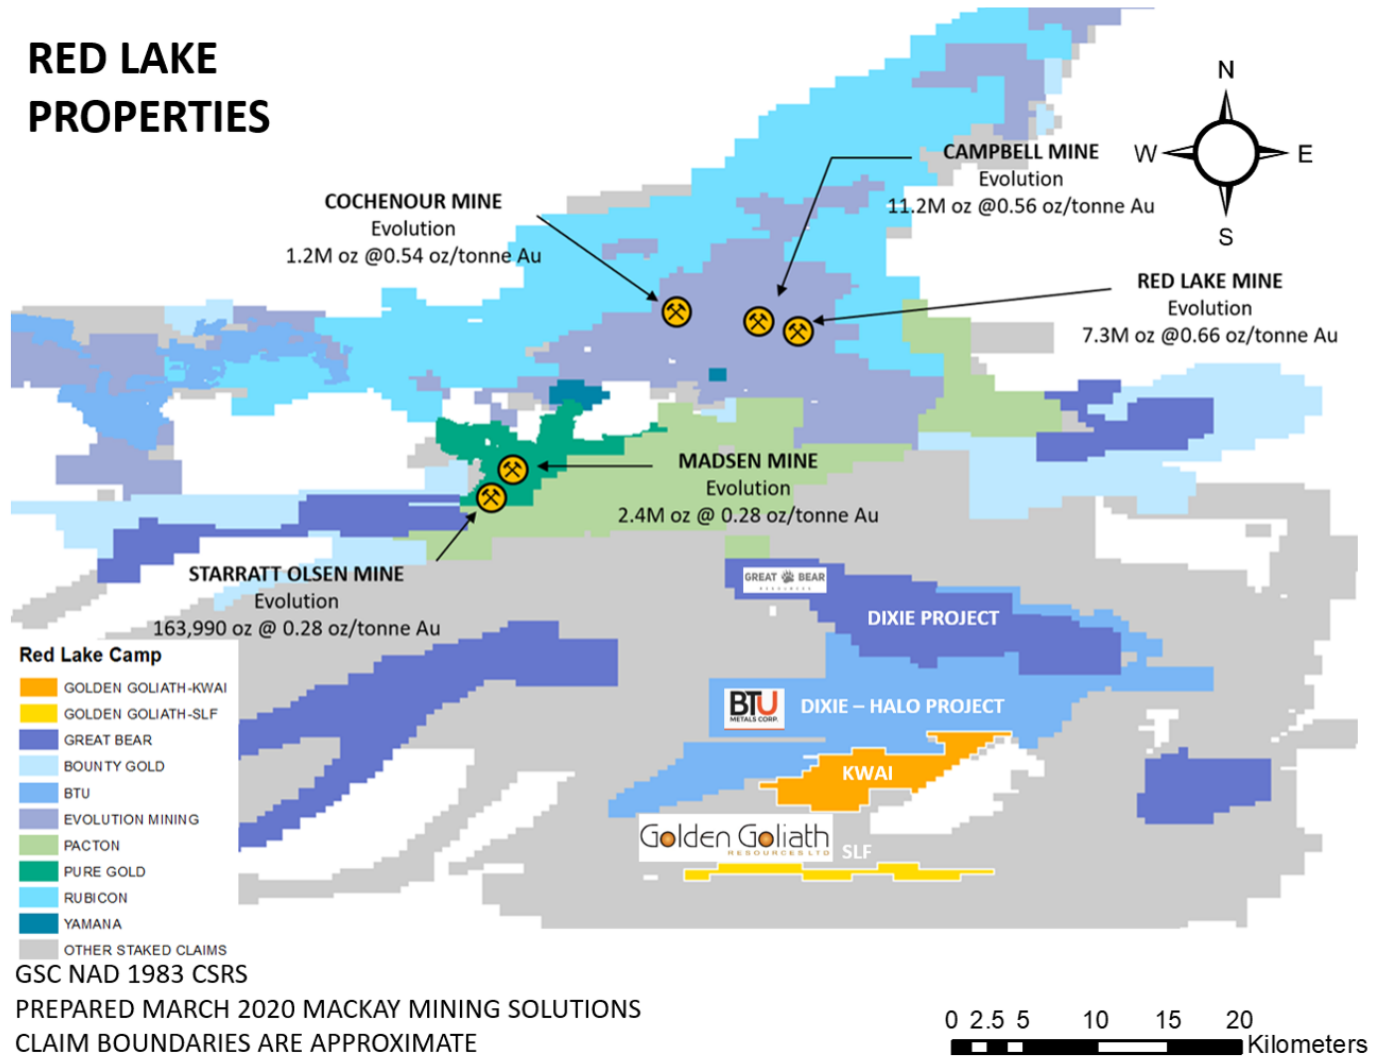 RED LAKE
PROPERTIES
N
W
E
S
CAMPBELL MINE
Evolution
11.2M oz @0.56 oz/tonne Au
COCHENOUR MINE
Evolution
1.2M oz @0.54 oz/tonne Au
RED LAKE MINE
Evolution
7.3M oz @0.66 oz/tonne Au
MADSEN MINE
Evolution
2.4M oz @ 0.28 oz/tonne Au
STARRATT OLSEN MINE
Evolution
163,990 oz @ 0.28 oz/tonne Au
GREAT BEAR
RESOURCES
DIXIE PROJECT
BTU
METALS CORP.
DIXIE – HALO PROJECT
KWAI
Golden Goliath
RESOURCES LTD
SLF
Red Lake Camp
GOLDEN GOLIATH-KWAI
GOLDEN GOLIATH-SLF
GREAT BEAR
BOUNTY GOLD
BTU
EVOLUTION MINING
PACTON
PURE GOLD
RUBICON
YAMANA
OTHER STAKED CLAIMS
GSC NAD 1983 CSRS
PREPARED MARCH 2020 MACKAY MINING SOLUTIONS
CLAIM BOUNDARIES ARE APPROXIMATE
0 2.5 5 10 15 20
Kilometers